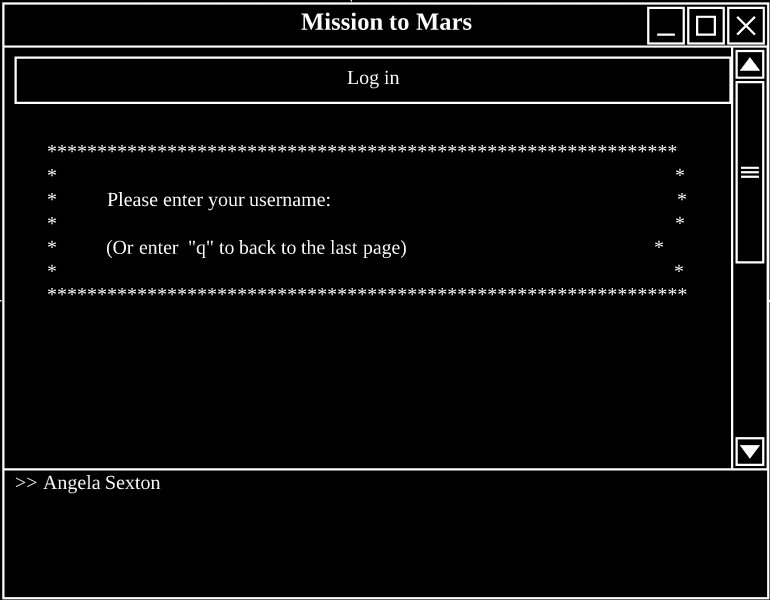 Mission to Mars
Log in
***************************************************************
* *
* Please enter your username: *
* *
* (Or enter "q" to back to the last page) *
* *
****************************************************************
>> Angela Sexton